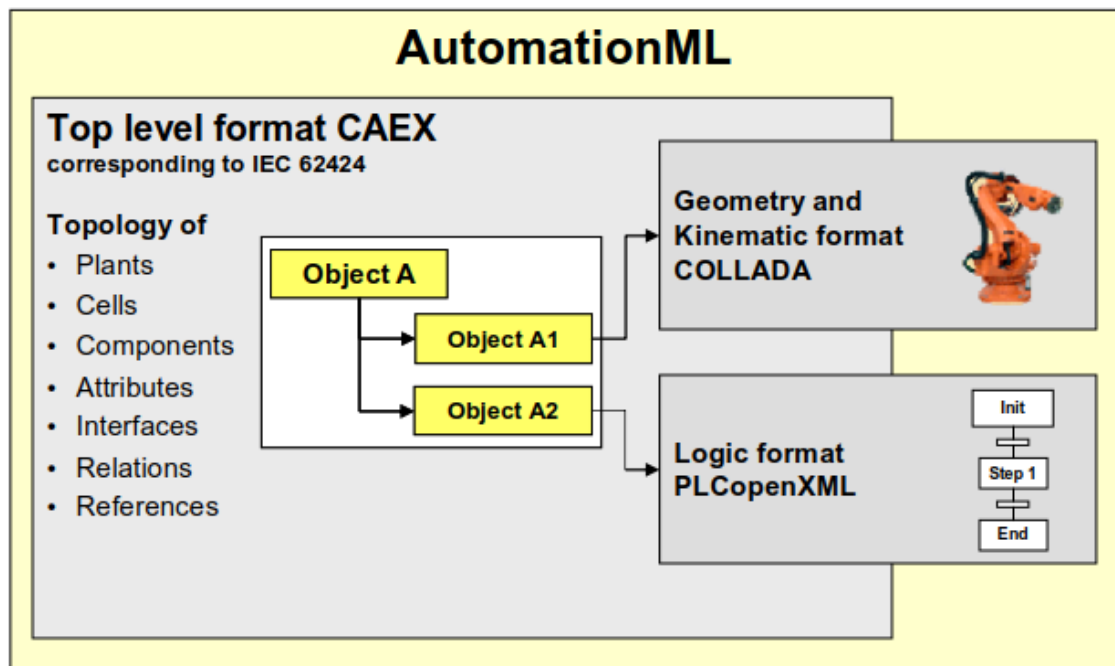 AutomationML
Top level format CAEX
corresponding to IEC 62424
Topology of
• Plants
• Cells
• Components
• Attributes
• Interfaces
• Relations
• References
Object A
Object A1
Object A2
Geometry and
Kinematic format
COLLADA
Logic format
PLCopenXML
Init
Step 1
End